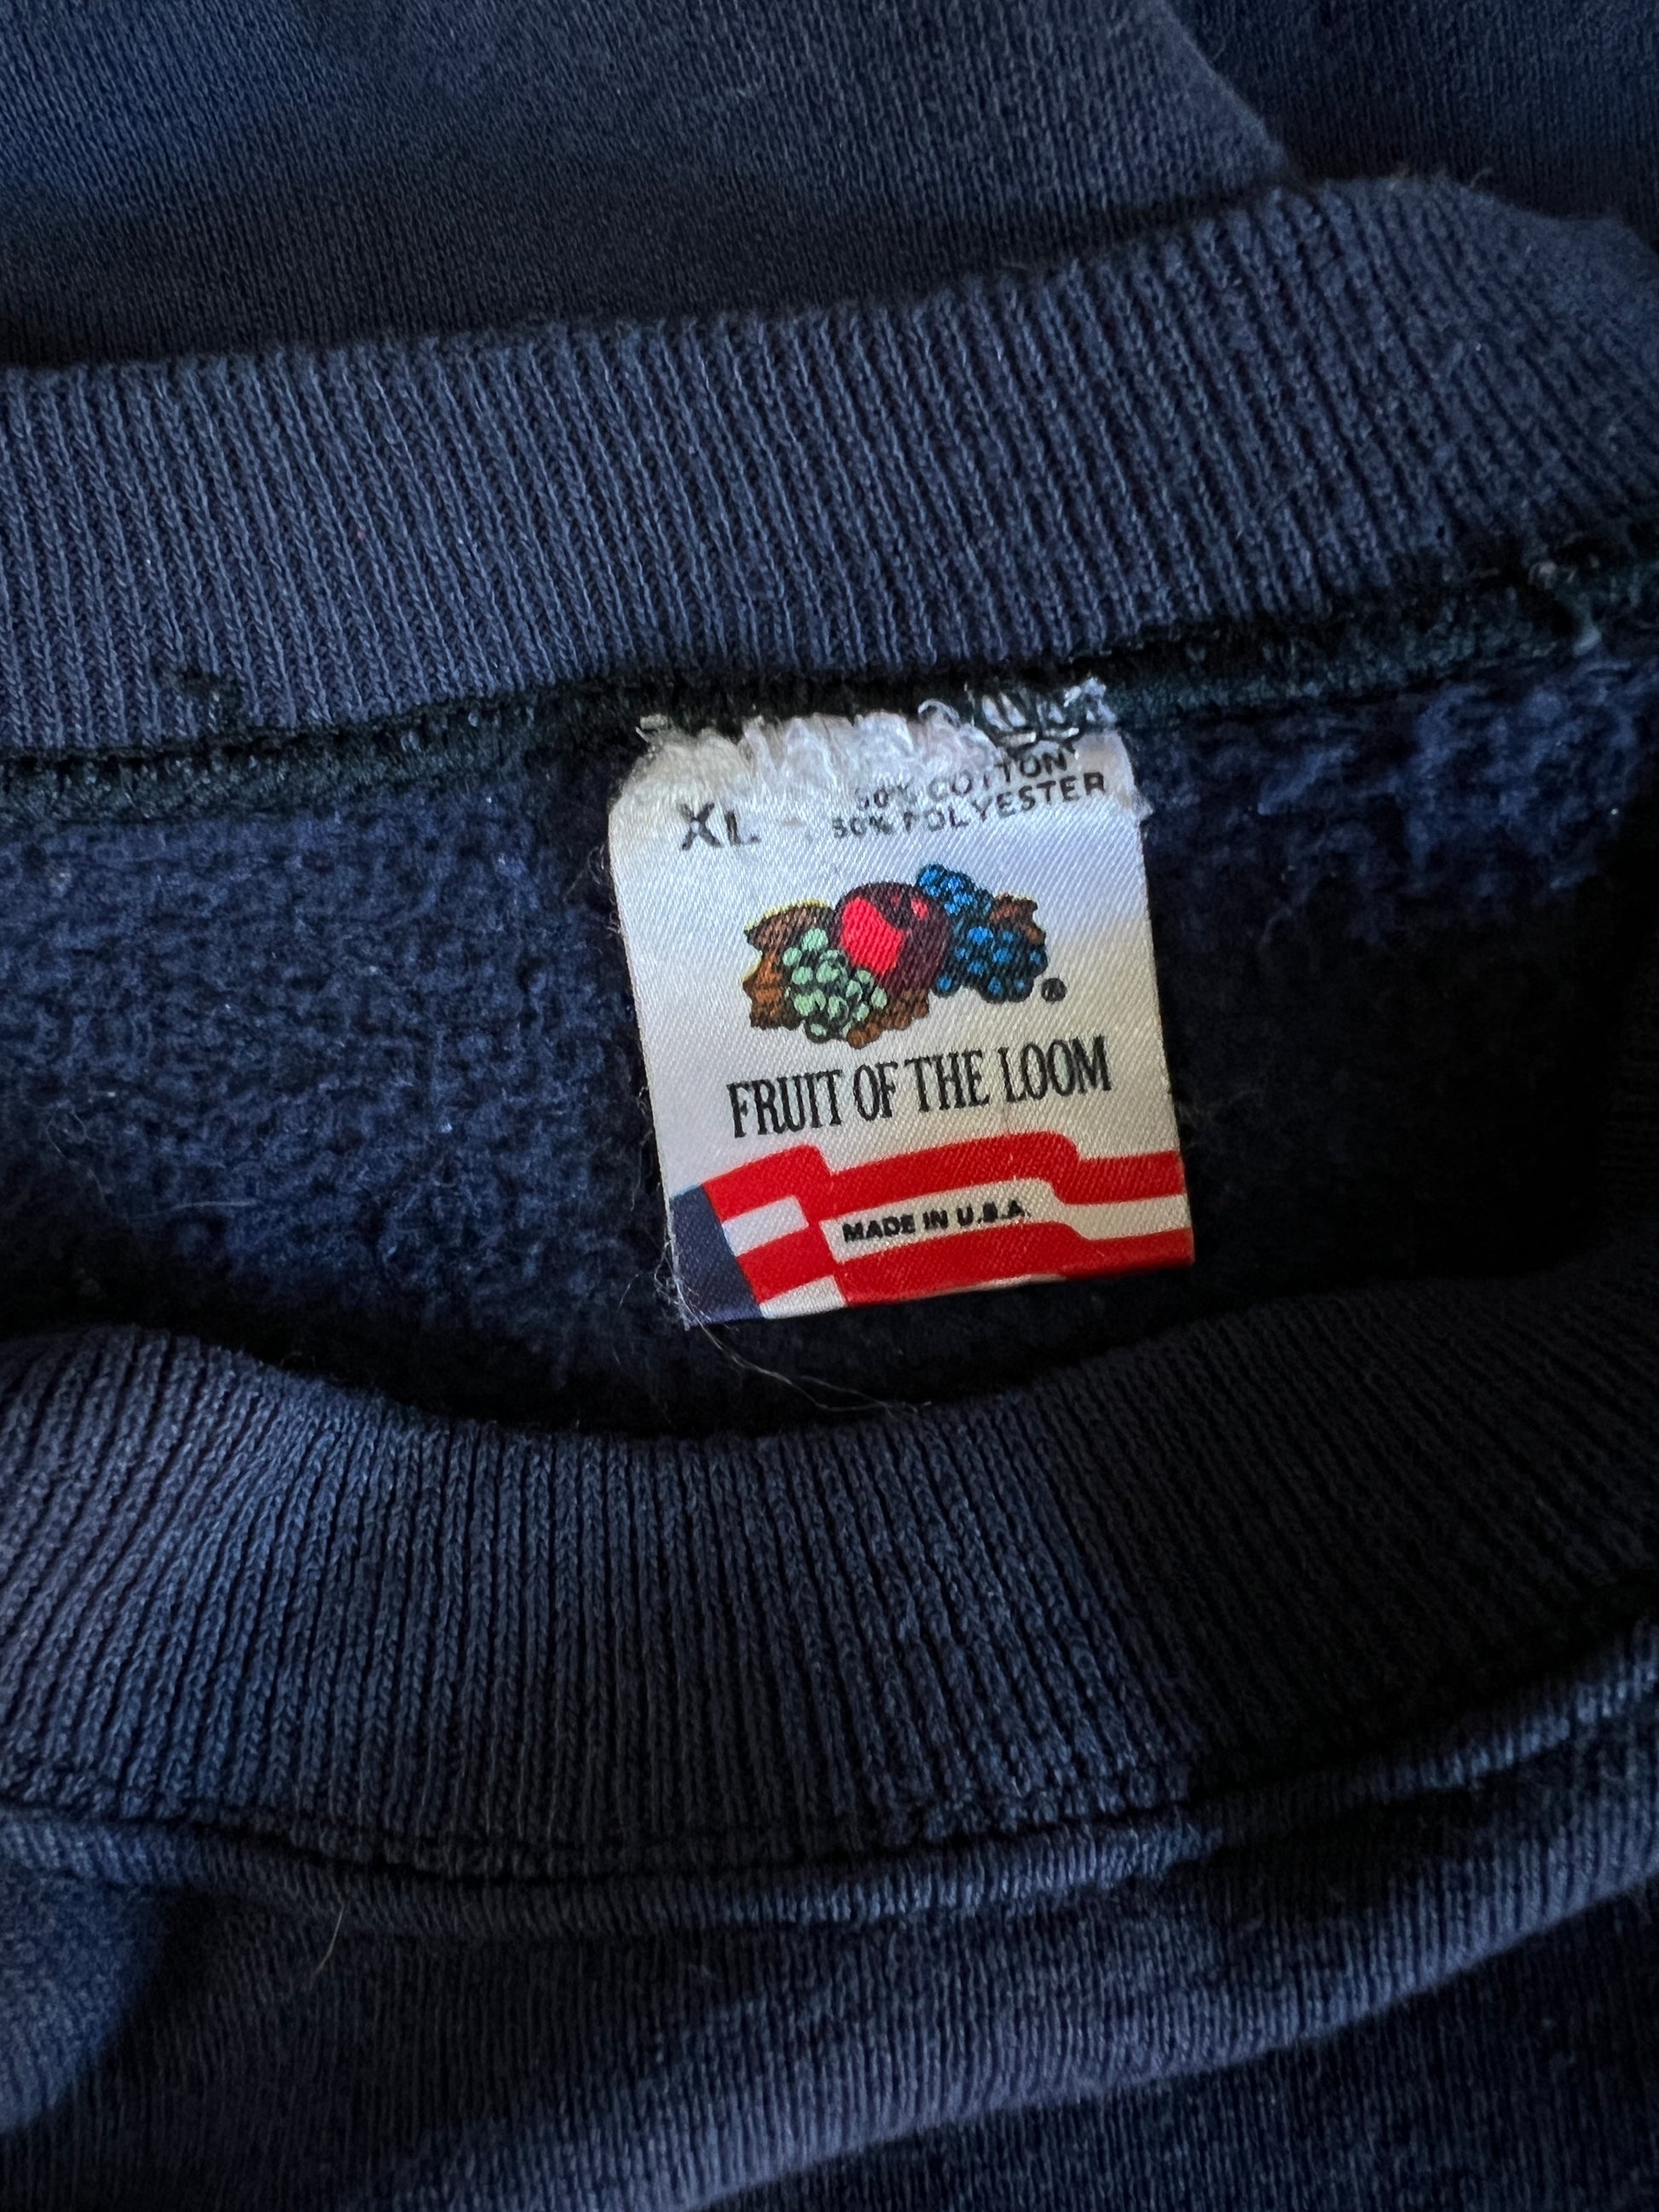 XL
50% COTTON
50% POLYESTER
®
FRUIT OF THE LOOM
MADE IN U.S.A.